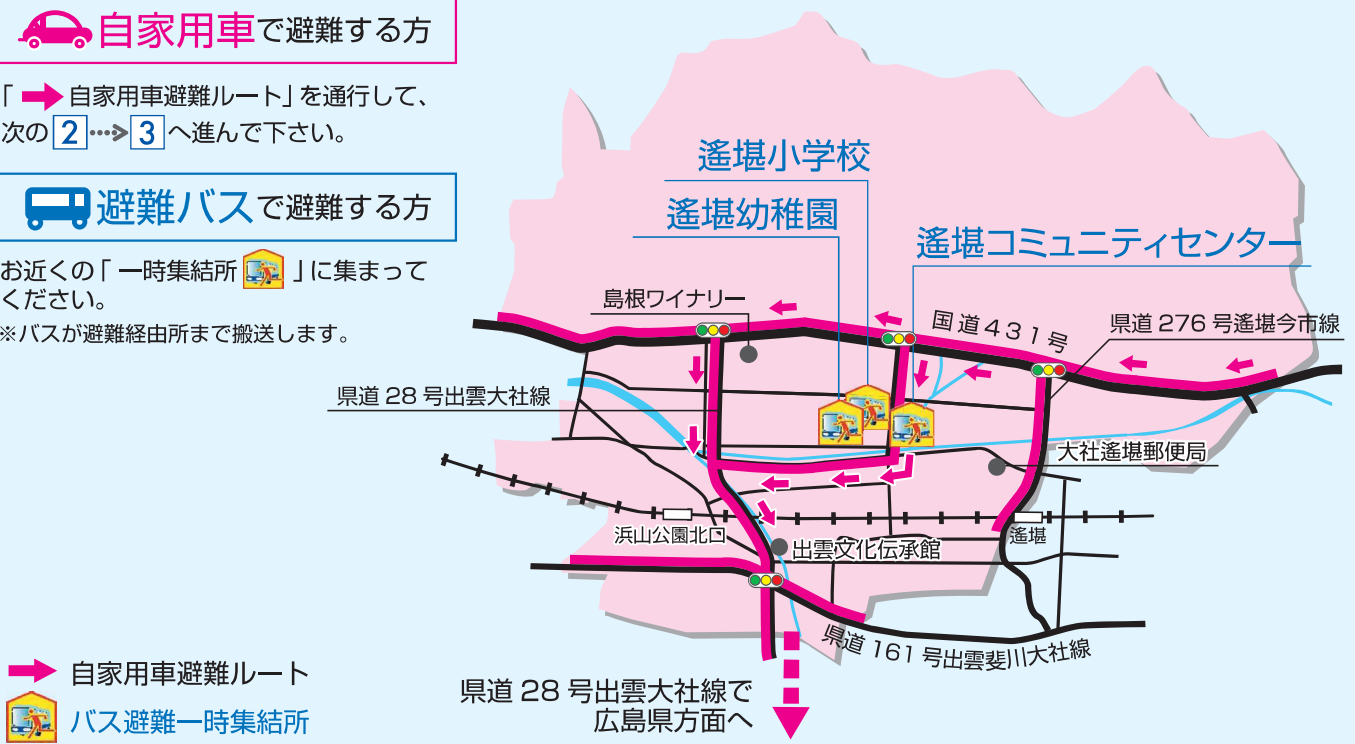 自家用車で避難する方
「➡自家用車避難ルート」を通行して、
次の2…>3へ進んで下さい。
避難バスで避難する方
お近くの「一時集結所 」に集まって
ください。
※バスが避難経由所まで搬送します。
遙堪小学校
遙堪幼稚園
遙堪コミュニティセンター
島根ワイナリー
国道431号
県道276号遙堪今市線
県道28号出雲大社線
大社遙堪郵便局
浜山公園北口
出雲文化伝承館
遙堪
県道161号出雲斐川大社線
自家用車避難ルート
バス避難一時集結所
県道28号出雲大社線で
広島県方面へ